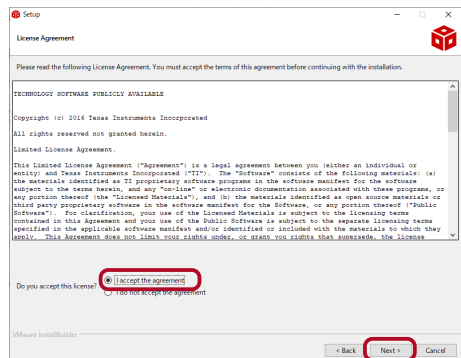 Setup
License Agreement
Please read the following License Agreement. You must accept the terms of this agreement before continuing with the installation.
TECHNOLOGY SOFTWARE PUBLICLY AVAILABLE
Copyright (c) 2016 Texas Instruments Incorporated
All rights reserved not granted herein.
Limited License Agreement.
This Limited License Agreement ("Agreement") is a legal agreement between you (either an individual or
entity) and Texas Instruments Incorporated ("TI").  The "Software" consists of the following materials: (a)
the materials identified as TI proprietary software programs in the software manifest for the software
subject to the terms herein, and any "on-line" or electronic documentation associated with these programs, or
any portion thereof (the "Licensed Materials"), and (b) the materials identified as open source materials or
third party proprietary software in the software manifest for the Software, or any portion thereof ("Public
Software").  For clarification, your use of the Licensed Materials is subject to the licensing terms
contained in this Agreement and your use of the Public Software is subject to the separate licensing terms
specified in the applicable software manifest and/or identified or included with the materials to which they
apply.  This Agreement does not limit your rights under, or grant you rights that supersede, the license
Do you accept this license?
I accept the agreement
I do not accept the agreement
VMware InstallBuilder
< Back
Next >
Cancel